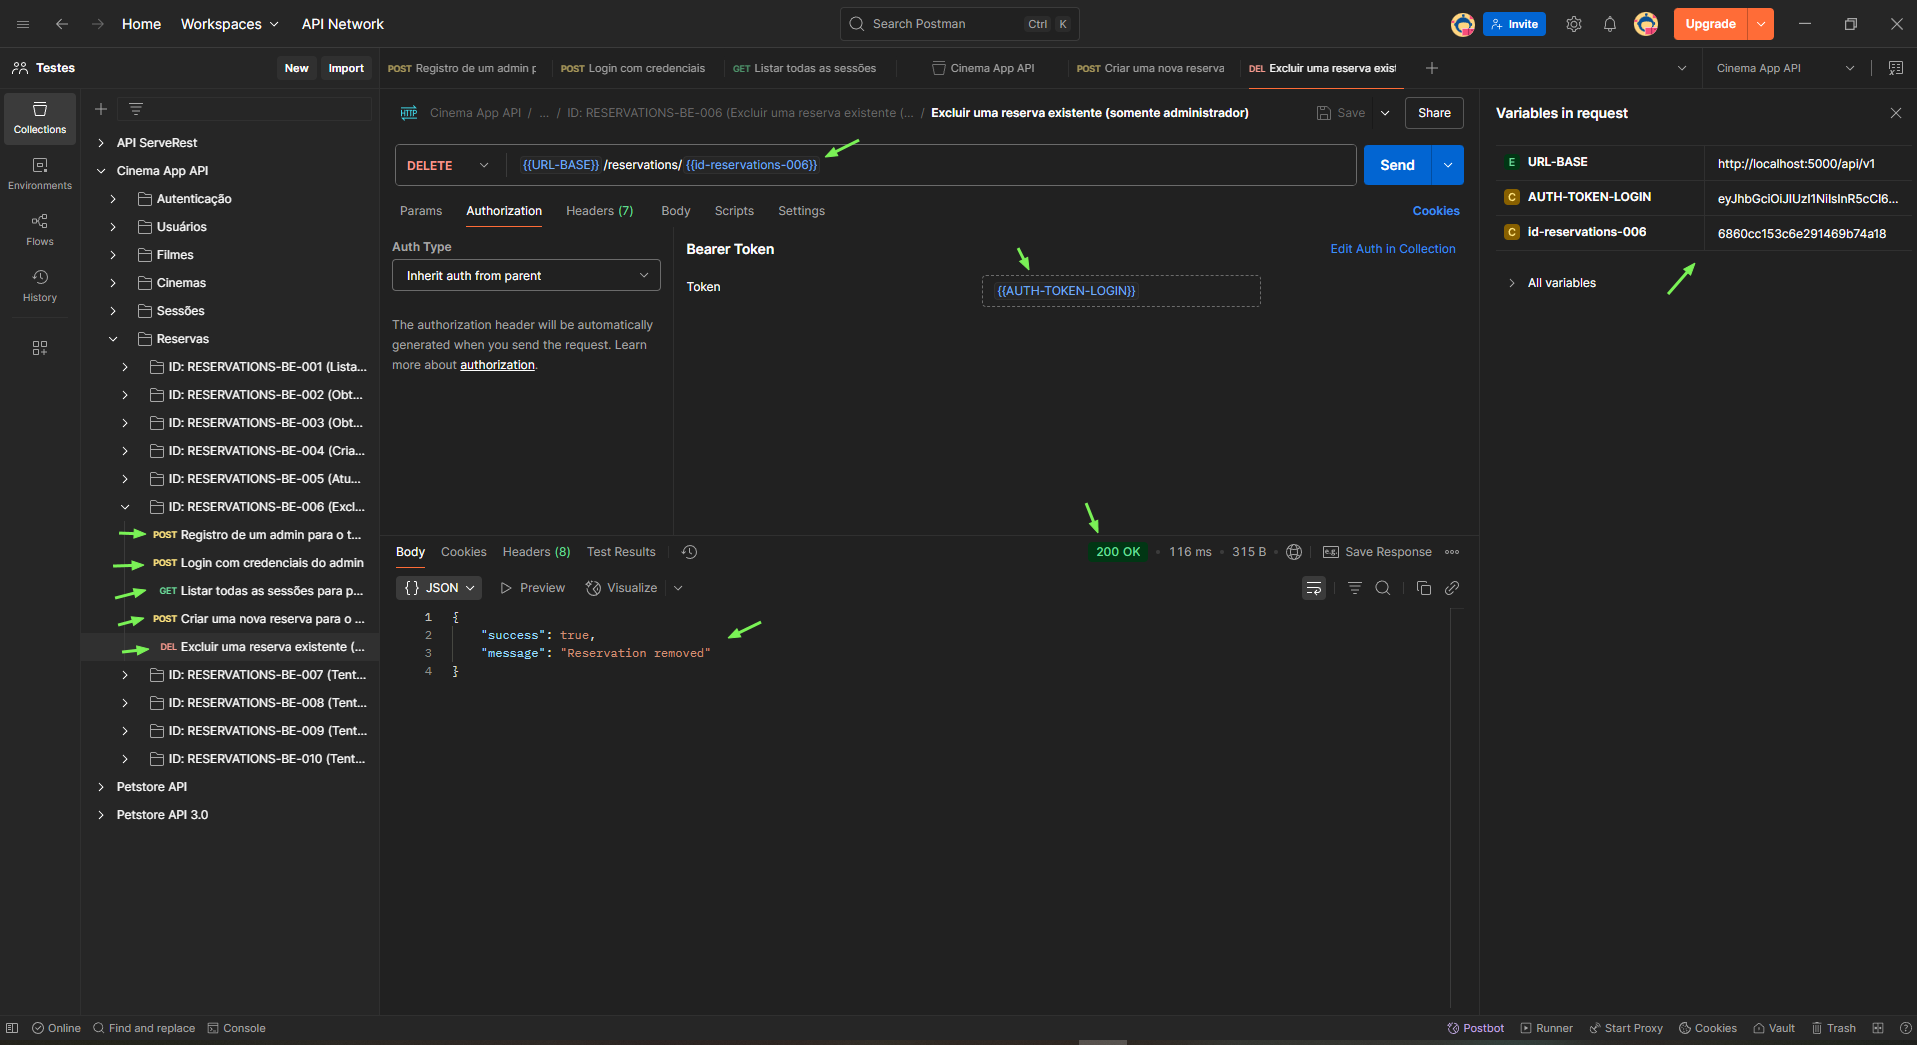 Home
Workspaces
API Network
Search Postman
Ctrl
K
Invite
Upgrade
Testes
New
Import
POST Registro de um admin p
POST Login com credenciais
GET Listar todas as sessões
Cinema App API
POST Criar uma nova reserva
DEL Excluir uma reserva exist
Cinema App API
Collections
Environments
Flows
History
API ServeRest
Cinema App API
Autenticação
Usuários
Filmes
Cinemas
Sessões
Reservas
ID: RESERVATIONS-BE-001 (Lista...
ID: RESERVATIONS-BE-002 (Obt...
ID: RESERVATIONS-BE-003 (Obt...
ID: RESERVATIONS-BE-004 (Cria...
ID: RESERVATIONS-BE-005 (Atu...
ID: RESERVATIONS-BE-006 (Excl...
POST Registro de um admin para o t...
POST Login com credenciais do admin
GET Listar todas as sessões para p...
POST Criar uma nova reserva para o ...
DEL Excluir uma reserva existente (...
ID: RESERVATIONS-BE-007 (Tent...
ID: RESERVATIONS-BE-008 (Tent...
ID: RESERVATIONS-BE-009 (Tent...
ID: RESERVATIONS-BE-010 (Tent...
Petstore API
Petstore API 3.0
HTTP Cinema App API / ... / ID: RESERVATIONS-BE-006 (Excluir uma reserva existente (... / Excluir uma reserva existente (somente administrador)
Save
Share
DELETE
{{URL-BASE}} /reservations/ {{id-reservations-006}}
Send
Params
Authorization
Headers (7)
Body
Scripts
Settings
Cookies
Auth Type
Inherit auth from parent
The authorization header will be automatically
generated when you send the request. Learn
more about authorization.
Bearer Token
Edit Auth in Collection
Token
{{AUTH-TOKEN-LOGIN}}
Body
Cookies
Headers (8)
Test Results
200 OK
116 ms
315 B
e.g.
Save Response
{} JSON
Preview
Visualize
1 {
2 "success": true,
3 "message": "Reservation removed"
4 }
Variables in request
E URL-BASE http://localhost:5000/api/v1
C AUTH-TOKEN-LOGIN eyJhbGciOiJIUzI1NiIsInR5cCI6...
C id-reservations-006 6860cc153c6e291469b74a18
All variables
Online
Find and replace
Console
Postbot
Runner
Start Proxy
Cookies
Vault
Trash